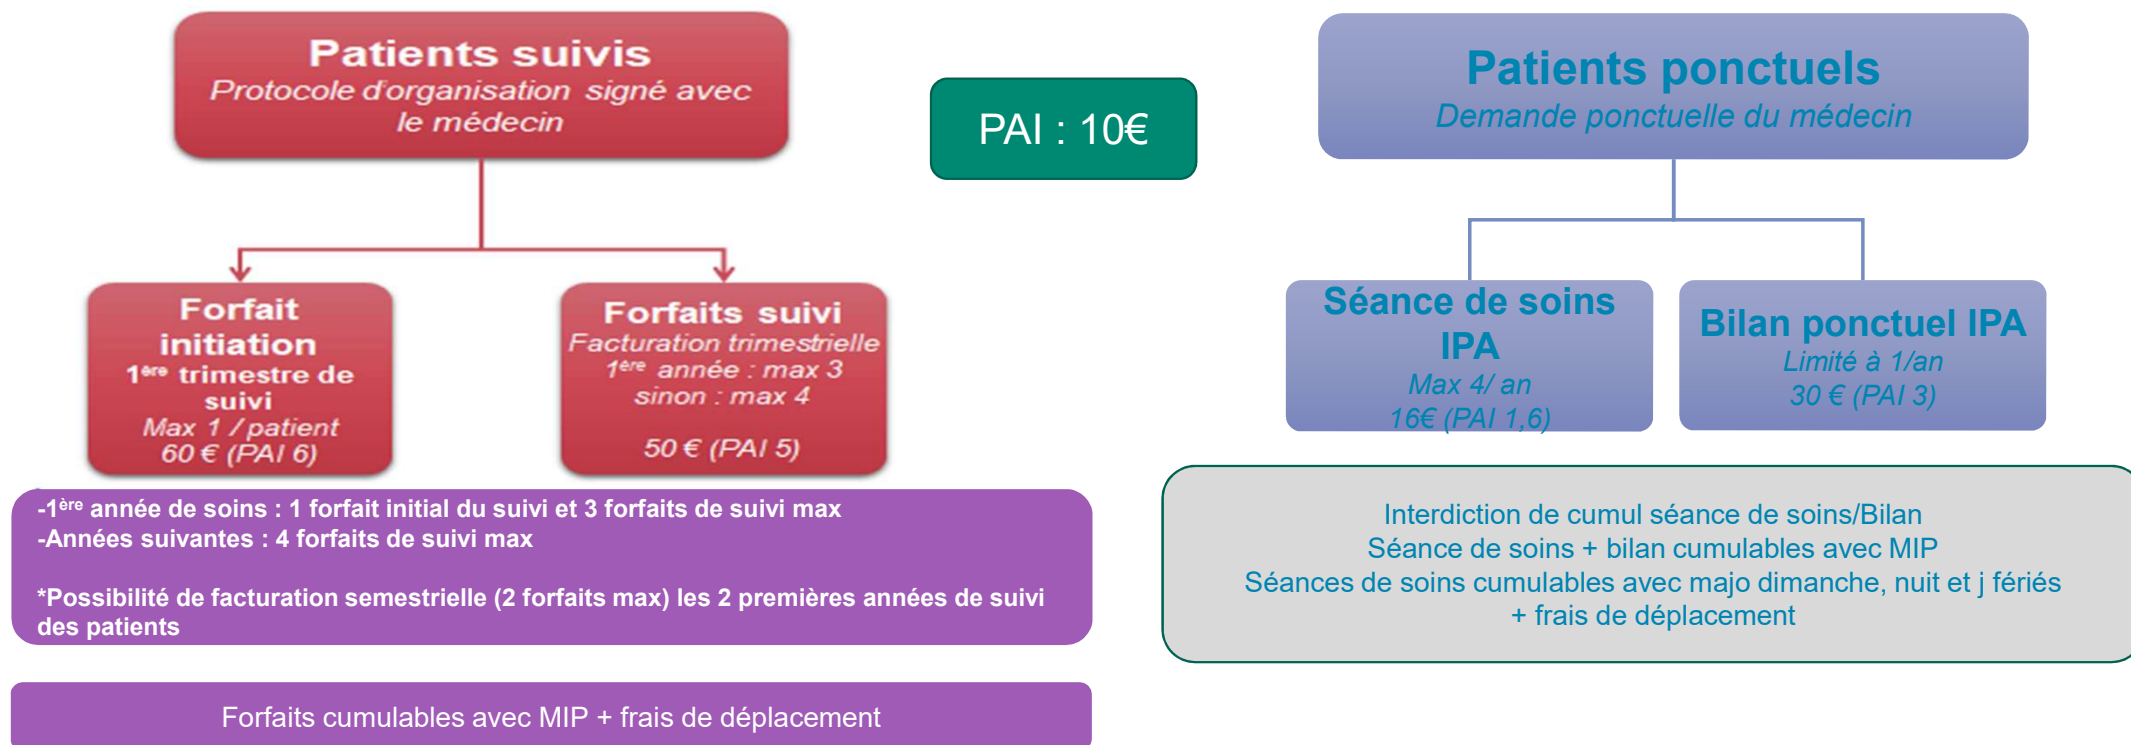 Patients suivis
Protocole d'organisation signé avec
le médecin
PAI : 10€
Patients ponctuels
Demande ponctuelle du médecin
Forfait
initiation
1ère trimestre de
suivi
Max 1 / patient
60 € (PAI 6)
Forfaits suivi
Facturation trimestrielle
1ère année : max 3
sinon : max 4
50 € (PAI 5)
Séance de soins
IPA
Max 4/ an
16€ (PAI 1,6)
Bilan ponctuel IPA
Limité à 1/an
30 € (PAI 3)
-1ère année de soins : 1 forfait initial du suivi et 3 forfaits de suivi max
-Années suivantes : 4 forfaits de suivi max
*Possibilité de facturation semestrielle (2 forfaits max) les 2 premières années de suivi
des patients
Interdiction de cumul séance de soins/Bilan
Séance de soins + bilan cumulables avec MIP
Séances de soins cumulables avec majo dimanche, nuit et j fériés
+ frais de déplacement
Forfaits cumulables avec MIP + frais de déplacement